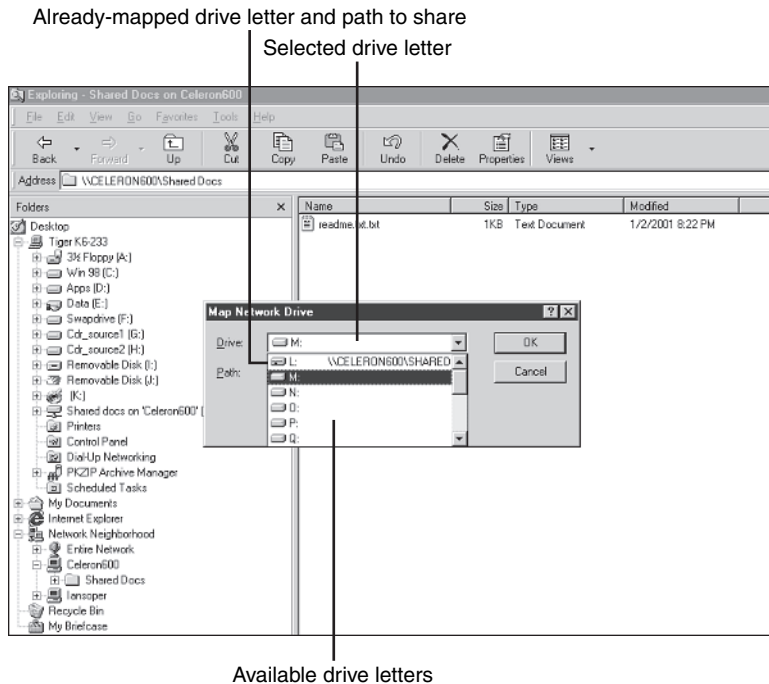 Already-mapped drive letter and path to share
Selected drive letter
Exploring - Shared Docs on Celeron600
File Edit View Go Favorites Tools Help
Back Forward Up Cut Copy Paste Undo Delete Properties Views
Address \\CELERON600\Shared Docs
Folders ×
Name Size Type Modified
Desktop
Tiger K6-233
3½ Floppy (A:)
Win 98 (C:)
Apps (D:)
Data (E:)
Swapdrive (F:)
Cdr_source1 (G:)
Cdr_source2 (H:)
Removable Disk (I:)
Removable Disk (J:)
(K:)
Shared docs on 'Celeron600' (
Printers
Control Panel
Dial-Up Networking
PKZIP Archive Manager
Scheduled Tasks
My Documents
Internet Explorer
Network Neighborhood
Entire Network
Celeron600
Shared Docs
Iansoper
Recycle Bin
My Briefcase
readme.txt.txt 1KB Text Document 1/2/2001 8:22 PM
Map Network Drive
Drive: M: OK
Path: Cancel
L: \\CELERON600\SHARED
M:
N:
O:
P:
Q:
Available drive letters